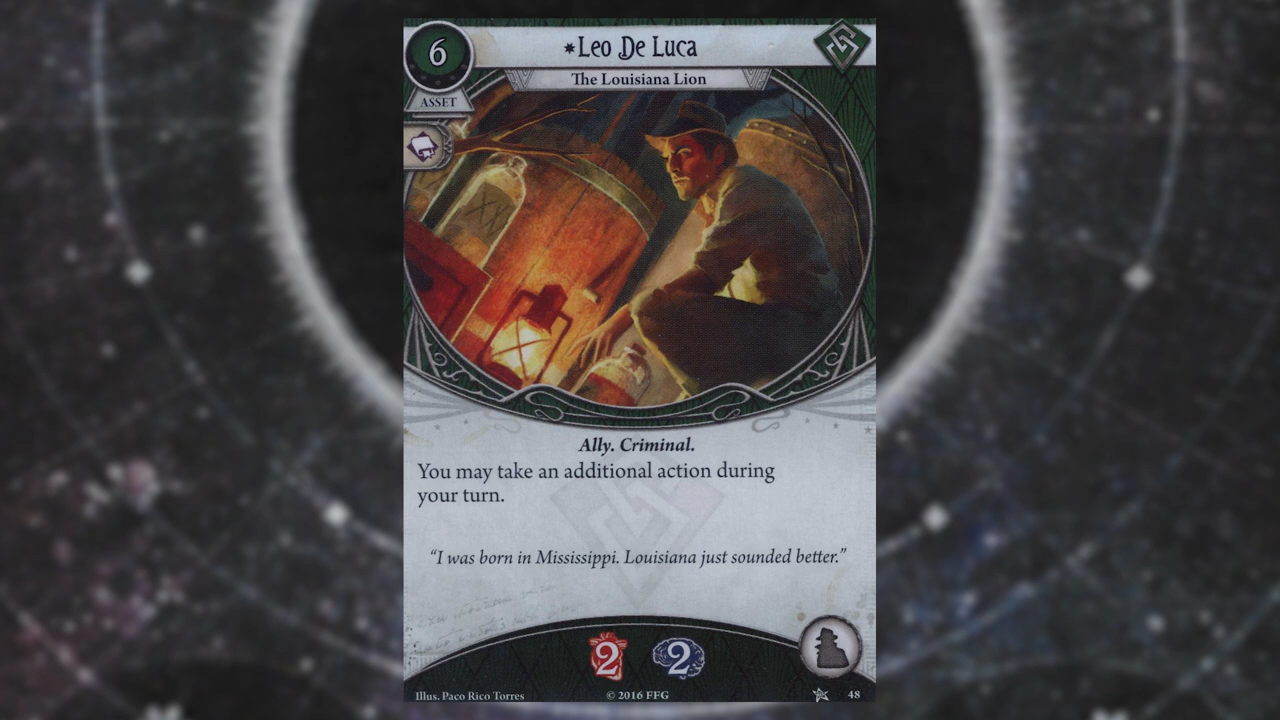 6
*Leo De Luca
The Louisiana Lion
ASSET
XX
Ally. Criminal.
You may take an additional action during
your turn.
“I was born in Mississippi. Louisiana just sounded better.”
2 2
Illus. Paco Rico Torres © 2016 FFG 48